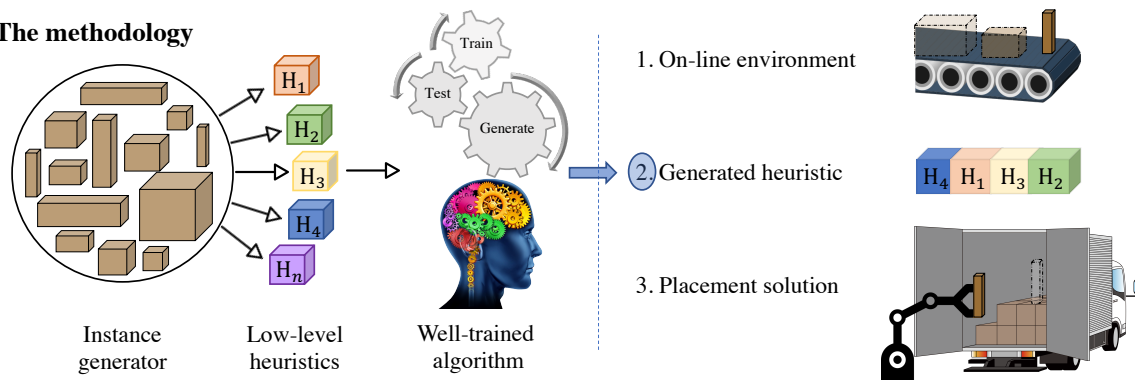 The methodology
H1
H2
H3
H4
Hn
Train
Test
Generate
Instance
generator
Low-level
heuristics
Well-trained
algorithm
1. On-line environment
2. Generated heuristic
H4 H1 H3 H2
3. Placement solution